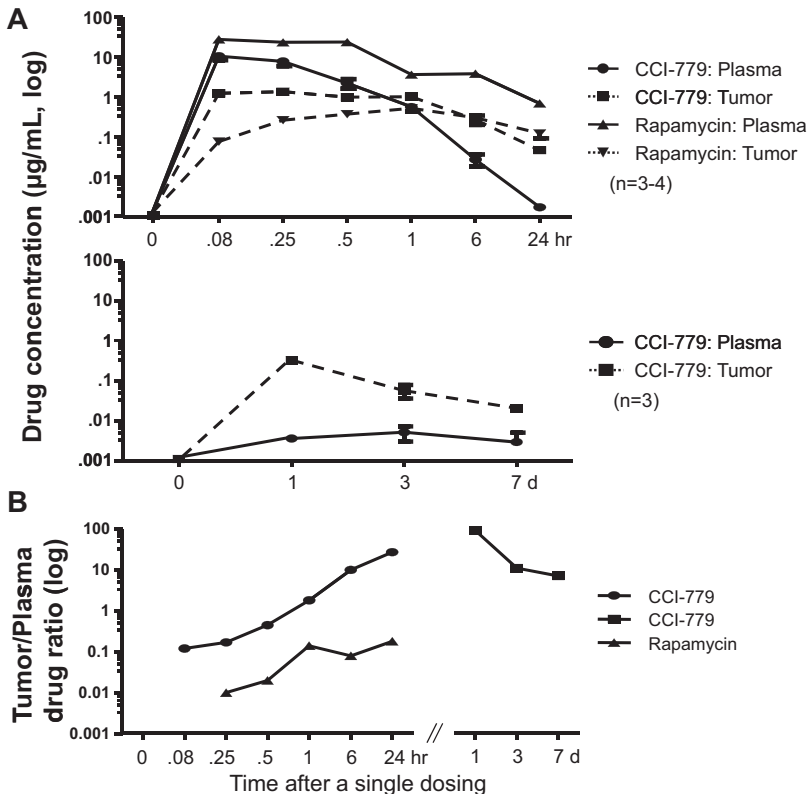 A
Drug concentration (µg/mL, log)
100
10
1
.1
.01
.001
0 .08 .25 .5 1 6 24 hr
CCI-779: Plasma
CCI-779: Tumor
Rapamycin: Plasma
Rapamycin: Tumor
(n=3-4)
100
10
1
.1
.01
.001
0 1 3 7 d
CCI-779: Plasma
CCI-779: Tumor
(n=3)
B
Tumor/Plasma
drug ratio (log)
100
10
1
0.1
0.01
0.001
0 .08 .25 .5 1 6 24 hr // 1 3 7 d
Time after a single dosing
CCI-779
CCI-779
Rapamycin